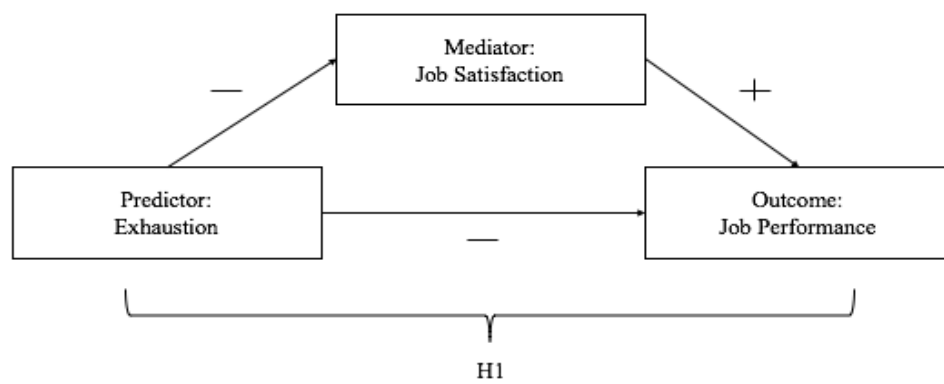 Mediator:
Job Satisfaction
—
+
Predictor:
Exhaustion
Outcome:
Job Performance
—
H1